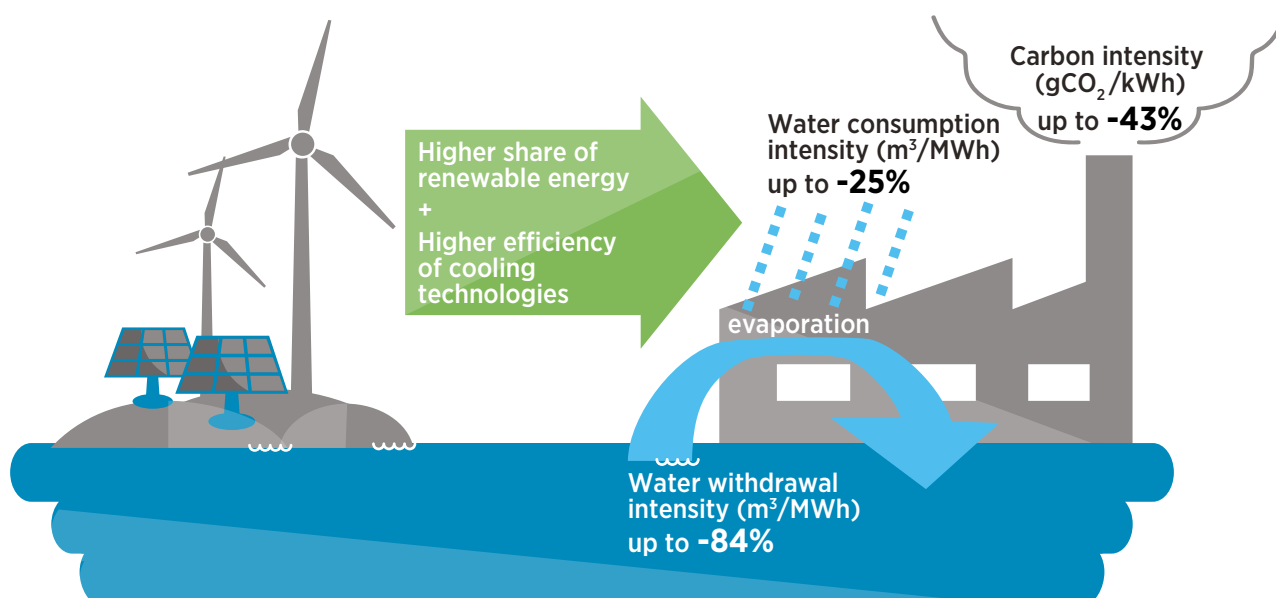 Higher share of
renewable energy
+
Higher efficiency
of cooling
technologies
Water consumption
intensity (m³/MWh)
up to -25%
Carbon intensity
(gCO₂/kWh)
up to -43%
evaporation
Water withdrawal
intensity (m³/MWh)
up to -84%